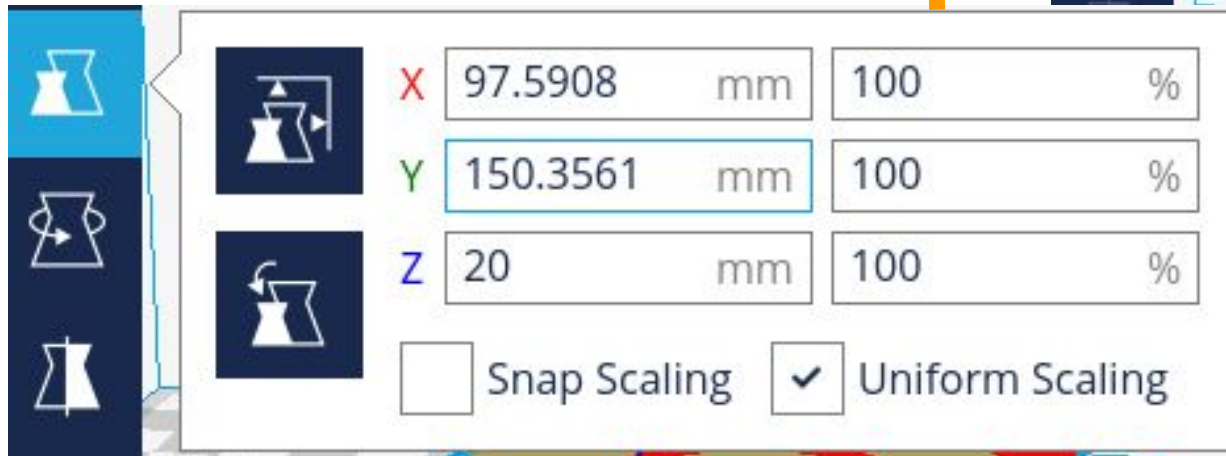 X 97.5908 mm 100 %
Y 150.3561 mm 100 %
Z 20 mm 100 %
Snap Scaling Uniform Scaling